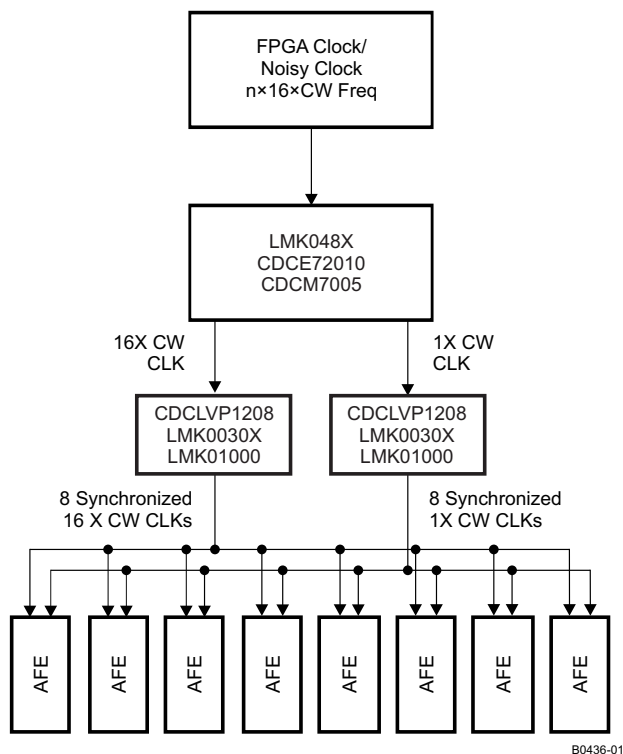 FPGA Clock/
Noisy Clock
n×16×CW Freq
LMK048X
CDCE72010
CDCM7005
16X CW
CLK
1X CW
CLK
CDCLVP1208
LMK0030X
LMK01000
CDCLVP1208
LMK0030X
LMK01000
8 Synchronized
16 X CW CLKs
8 Synchronized
1X CW CLKs
AFE
AFE
AFE
AFE
AFE
AFE
AFE
AFE
B0436-01